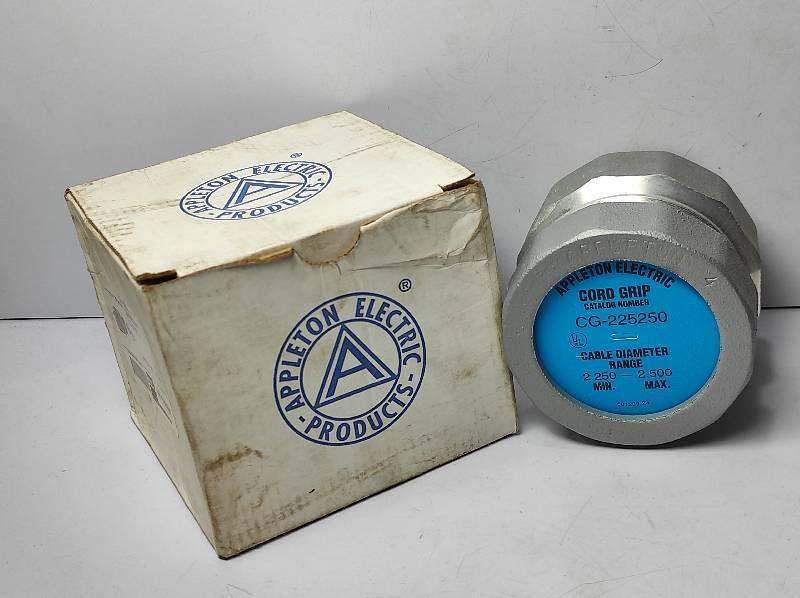 APPLETON ELECTRIC
®
A
-PRODUCTS-
APPLETON ELECTRIC
®
A
-PRODUCTS-
APPLETON ELECTRIC
CORD GRIP
CATALOG NUMBER
CG-225250
UL
CABLE DIAMETER
RANGE
2.250 — 2.500
MIN. MAX.